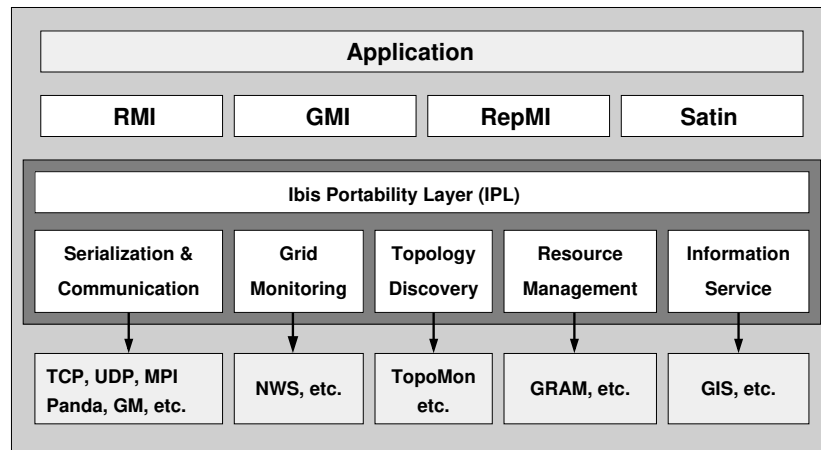 Application
RMI
GMI
RepMI
Satin
Ibis Portability Layer (IPL)
Serialization &
Communication
Grid
Monitoring
Topology
Discovery
Resource
Management
Information
Service
TCP, UDP, MPI
Panda, GM, etc.
NWS, etc.
TopoMon
etc.
GRAM, etc.
GIS, etc.